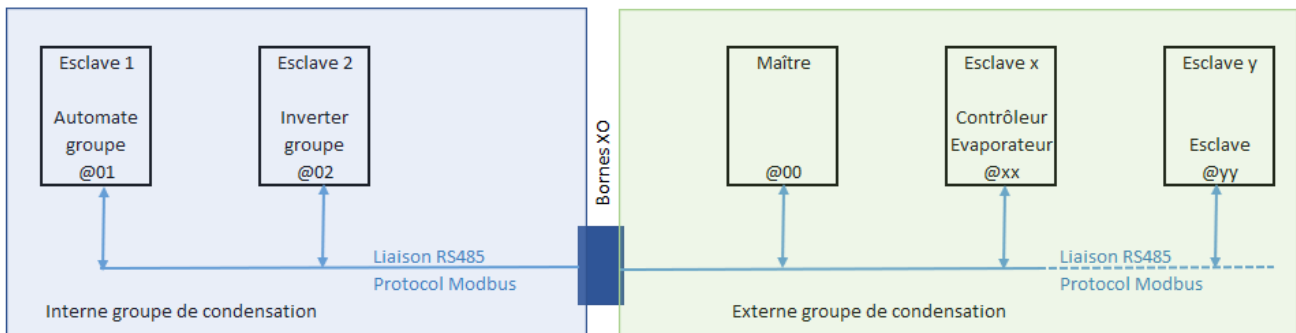 Esclave 1
Automate
groupe
@01
Esclave 2
Inverter
groupe
@02
Liaison RS485
Protocol Modbus
Interne groupe de condensation
Bornes XO
Maître
@00
Esclave x
Contrôleur
Evaporateur
@xx
Esclave y
Esclave
@yy
Liaison RS485
Protocol Modbus
Externe groupe de condensation